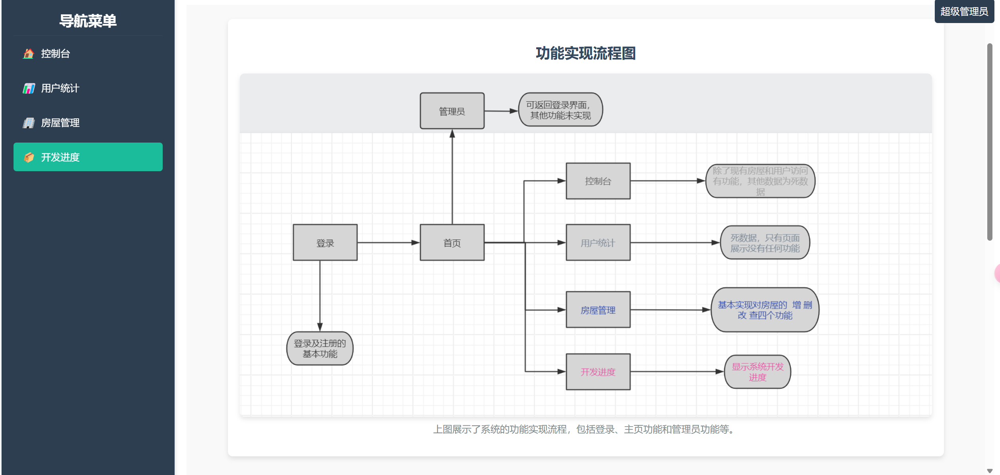 导航菜单
控制台
用户统计
房屋管理
开发进度
超级管理员
功能实现流程图
管理员
可返回登录界面，
其他功能未实现
控制台
除了现有房屋和用户访问
有功能，其他数据为死数
据
登录
首页
用户统计
死数据，只有页面
展示没有任何功能
房屋管理
基本实现对房屋的 增 删
改 查四个功能
登录及注册的
基本功能
开发进度
显示系统开发
进度
上图展示了系统的功能实现流程，包括登录、主页功能和管理员功能等。